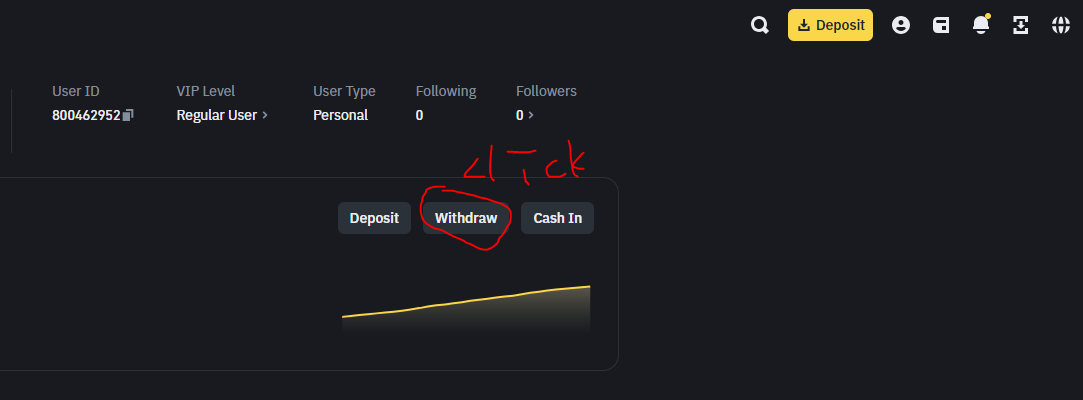 Deposit
User ID VIP Level User Type Following Followers
800462952 Regular User > Personal 0 0 >
Deposit Withdraw Cash In